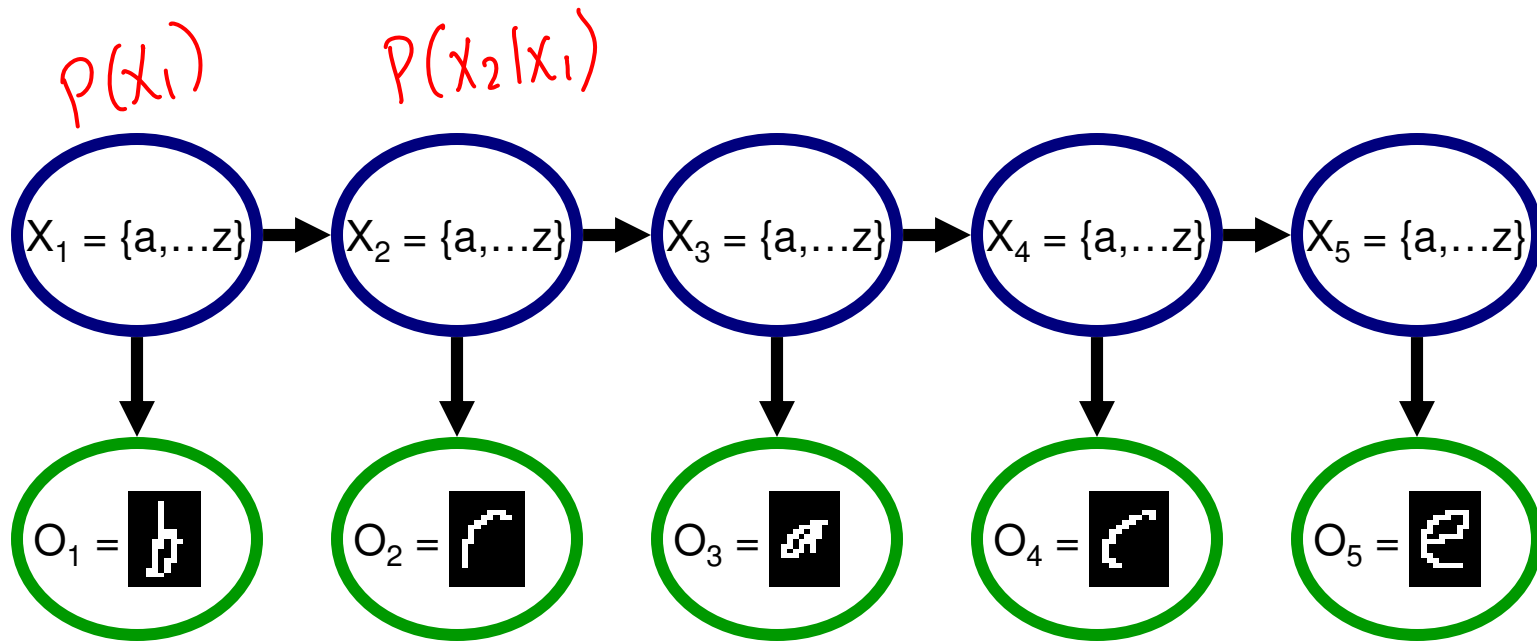 P(X₁) P(X₂|X₁)
X₁ = {a,...z} X₂ = {a,...z} X₃ = {a,...z} X₄ = {a,...z} X₅ = {a,...z}
O₁ = b O₂ = r O₃ = a O₄ = c O₅ = e